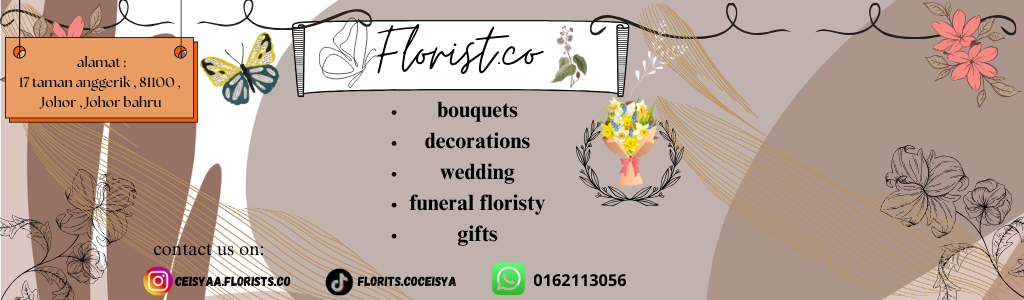 alamat :
17 taman anggerik , 81100 ,
Johor , Johor bahru
Florist.co
bouquets
decorations
wedding
funeral floristy
gifts
contact us on:
CEISYAA.FLORISTS.CO
FLORITS.COCEISYA
0162113056